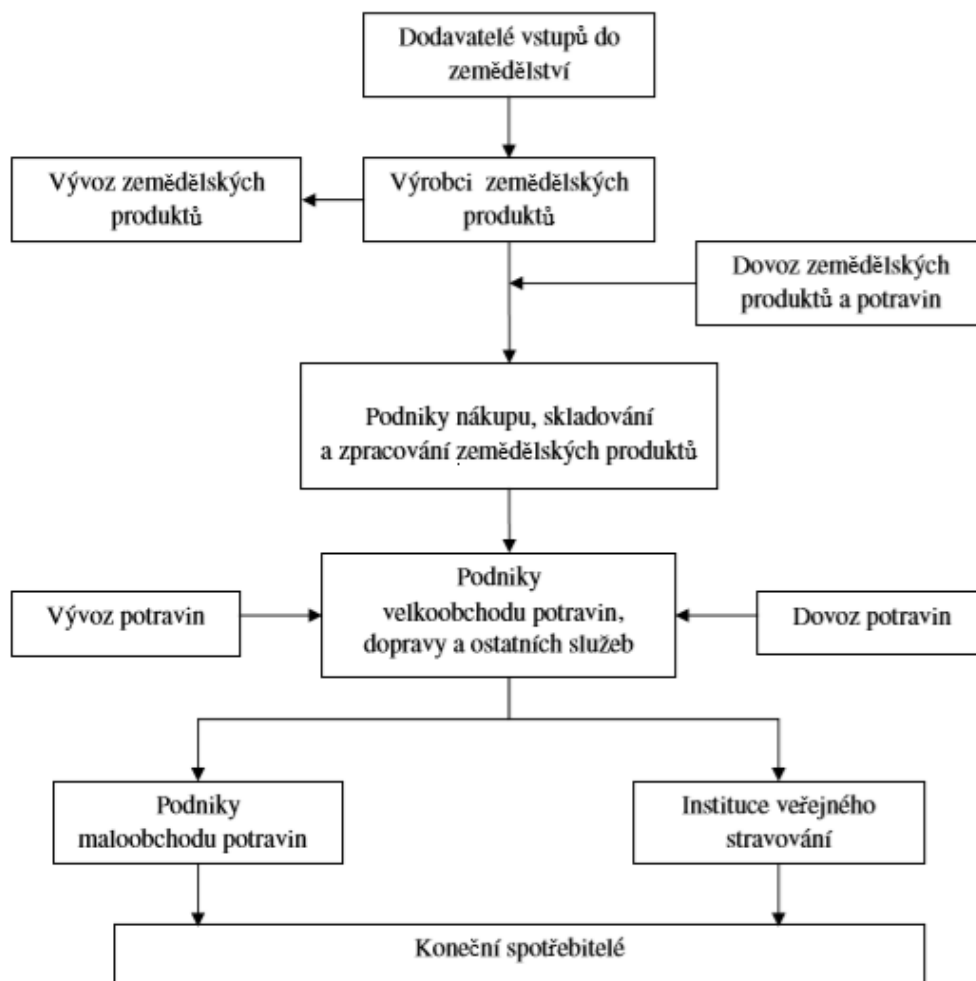 Dodavatelé vstupů do
zemědělství
Vývoz zemědělských
produktů
Výrobci zemědělských
produktů
Dovoz zemědělských
produktů a potravin
Podniky nákupu, skladování
a zpracování zemědělských produktů
Podniky
velkoobchodu potravin,
dopravy a ostatních služeb
Vývoz potravin
Dovoz potravin
Podniky
maloobchodu potravin
Instituce veřejného
stravování
Koneční spotřebitelé